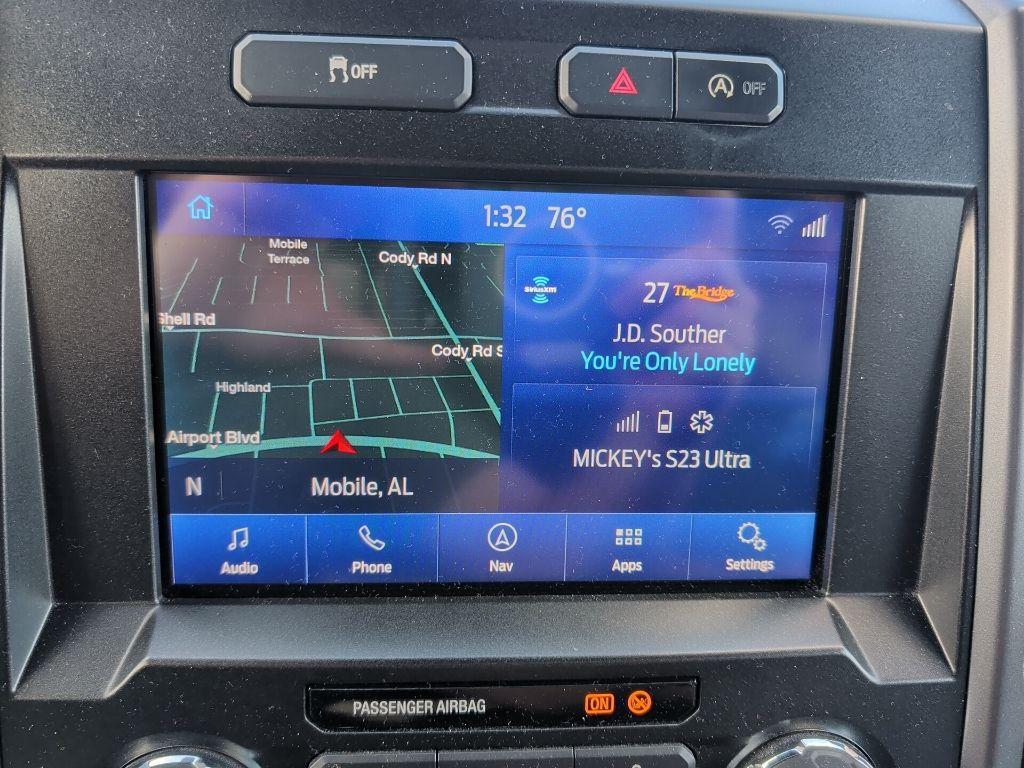 OFF
A OFF
1:32 76°
Mobile
Terrace
Cody Rd N
Shell Rd
Cody Rd S
Highland
Airport Blvd
N
Mobile, AL
SiriusXM
27 The Bridge
J.D. Souther
You're Only Lonely
MICKEY's S23 Ultra
Audio
Phone
Nav
Apps
Settings
PASSENGER AIRBAG
ON